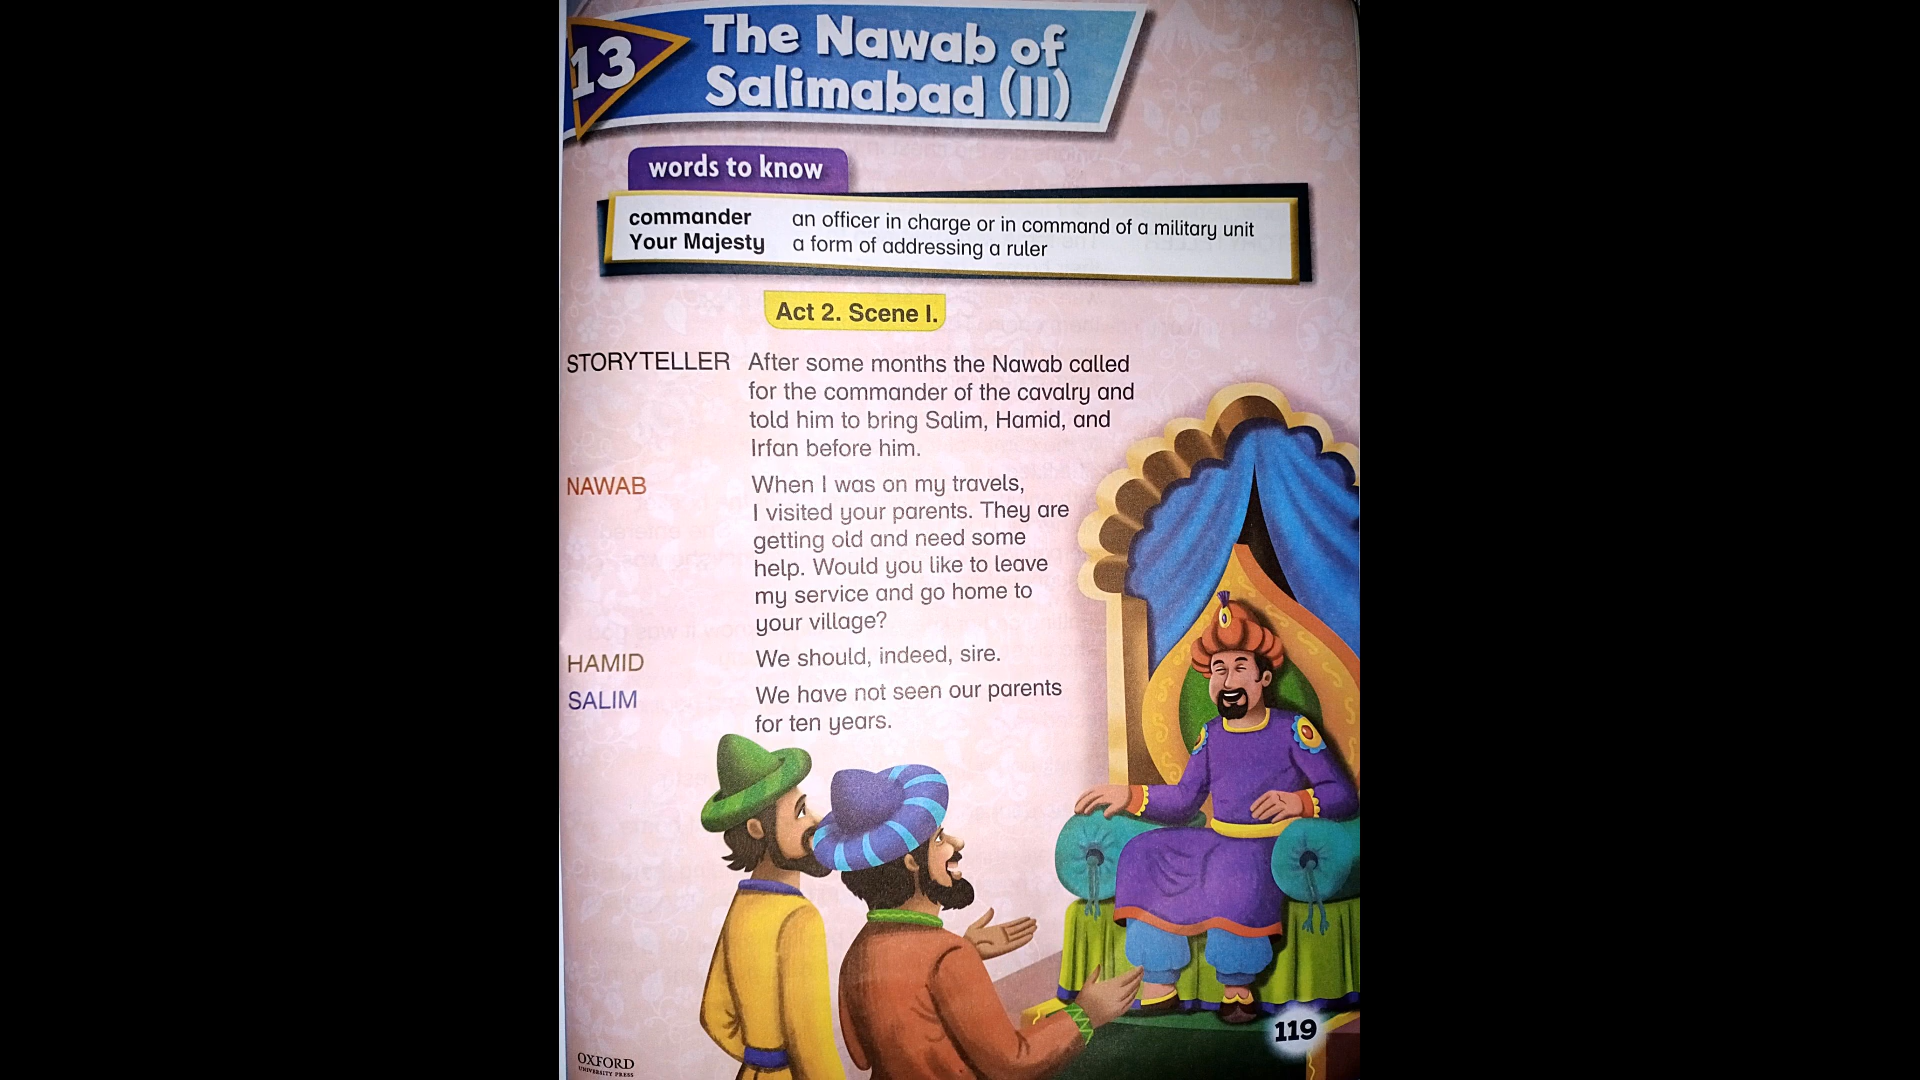 13
The Nawab of
Salimabad (II)
words to know
commander an officer in charge or in command of a military unit
Your Majesty a form of addressing a ruler
Act 2. Scene I.
STORYTELLER After some months the Nawab called
for the commander of the cavalry and
told him to bring Salim, Hamid, and
Irfan before him.
NAWAB When I was on my travels,
I visited your parents. They are
getting old and need some
help. Would you like to leave
my service and go home to
your village?
HAMID We should, indeed, sire.
SALIM We have not seen our parents
for ten years.
119
OXFORD
UNIVERSITY PRESS